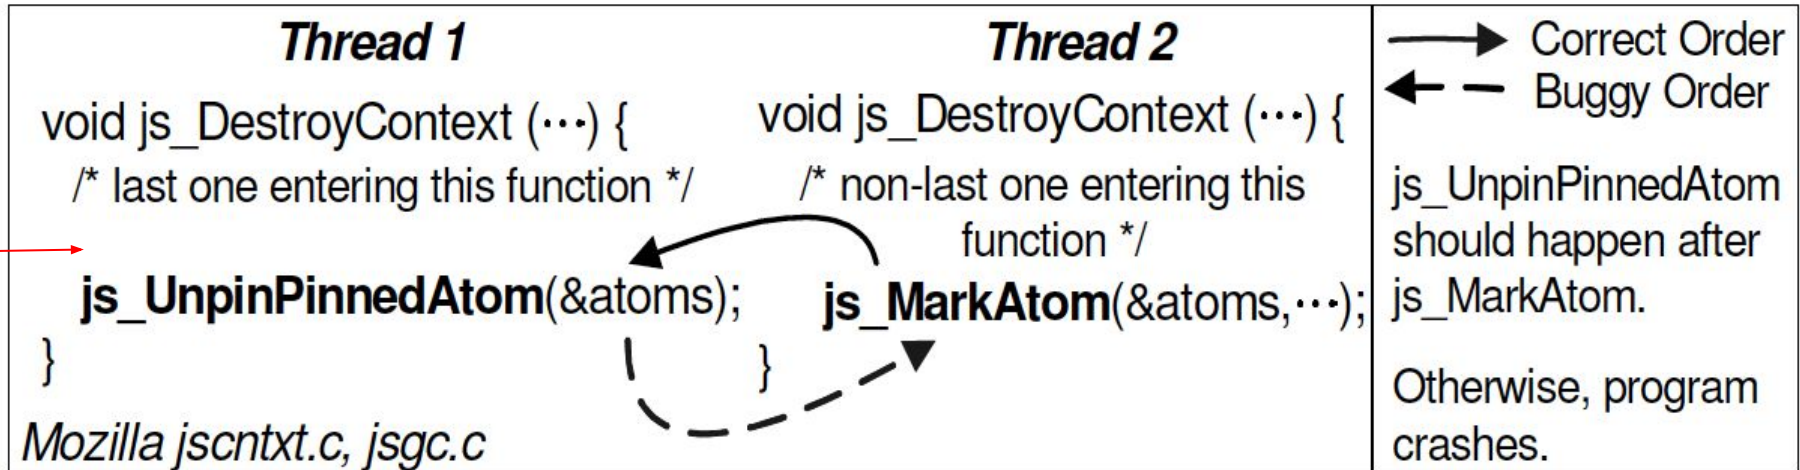 Thread 1
void js_DestroyContext (···) {
/* last one entering this function */
js_UnpinPinnedAtom(&atoms);
}
Mozilla jscntxt.c, jsgc.c
Thread 2
void js_DestroyContext (···) {
/* non-last one entering this
function */
js_MarkAtom(&atoms,···);
}
Correct Order
Buggy Order
js_UnpinPinnedAtom
should happen after
js_MarkAtom.
Otherwise, program
crashes.